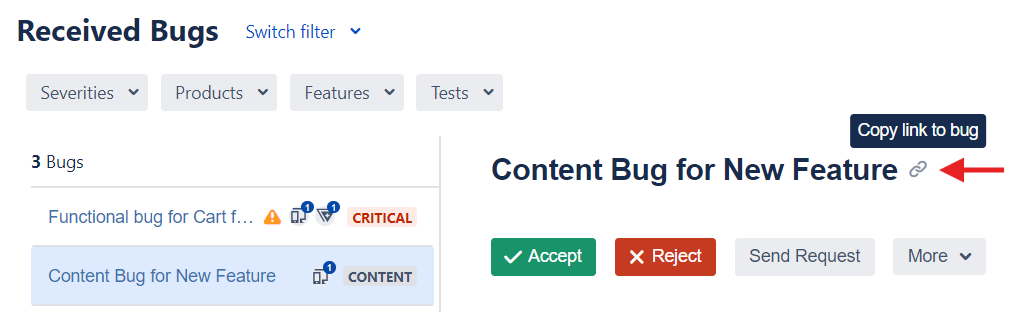 Received Bugs Switch filter
Severities Products Features Tests
Copy link to bug
3 Bugs
Content Bug for New Feature
Functional bug for Cart f... 1 1 CRITICAL
Content Bug for New Feature 1 CONTENT
Accept Reject Send Request More